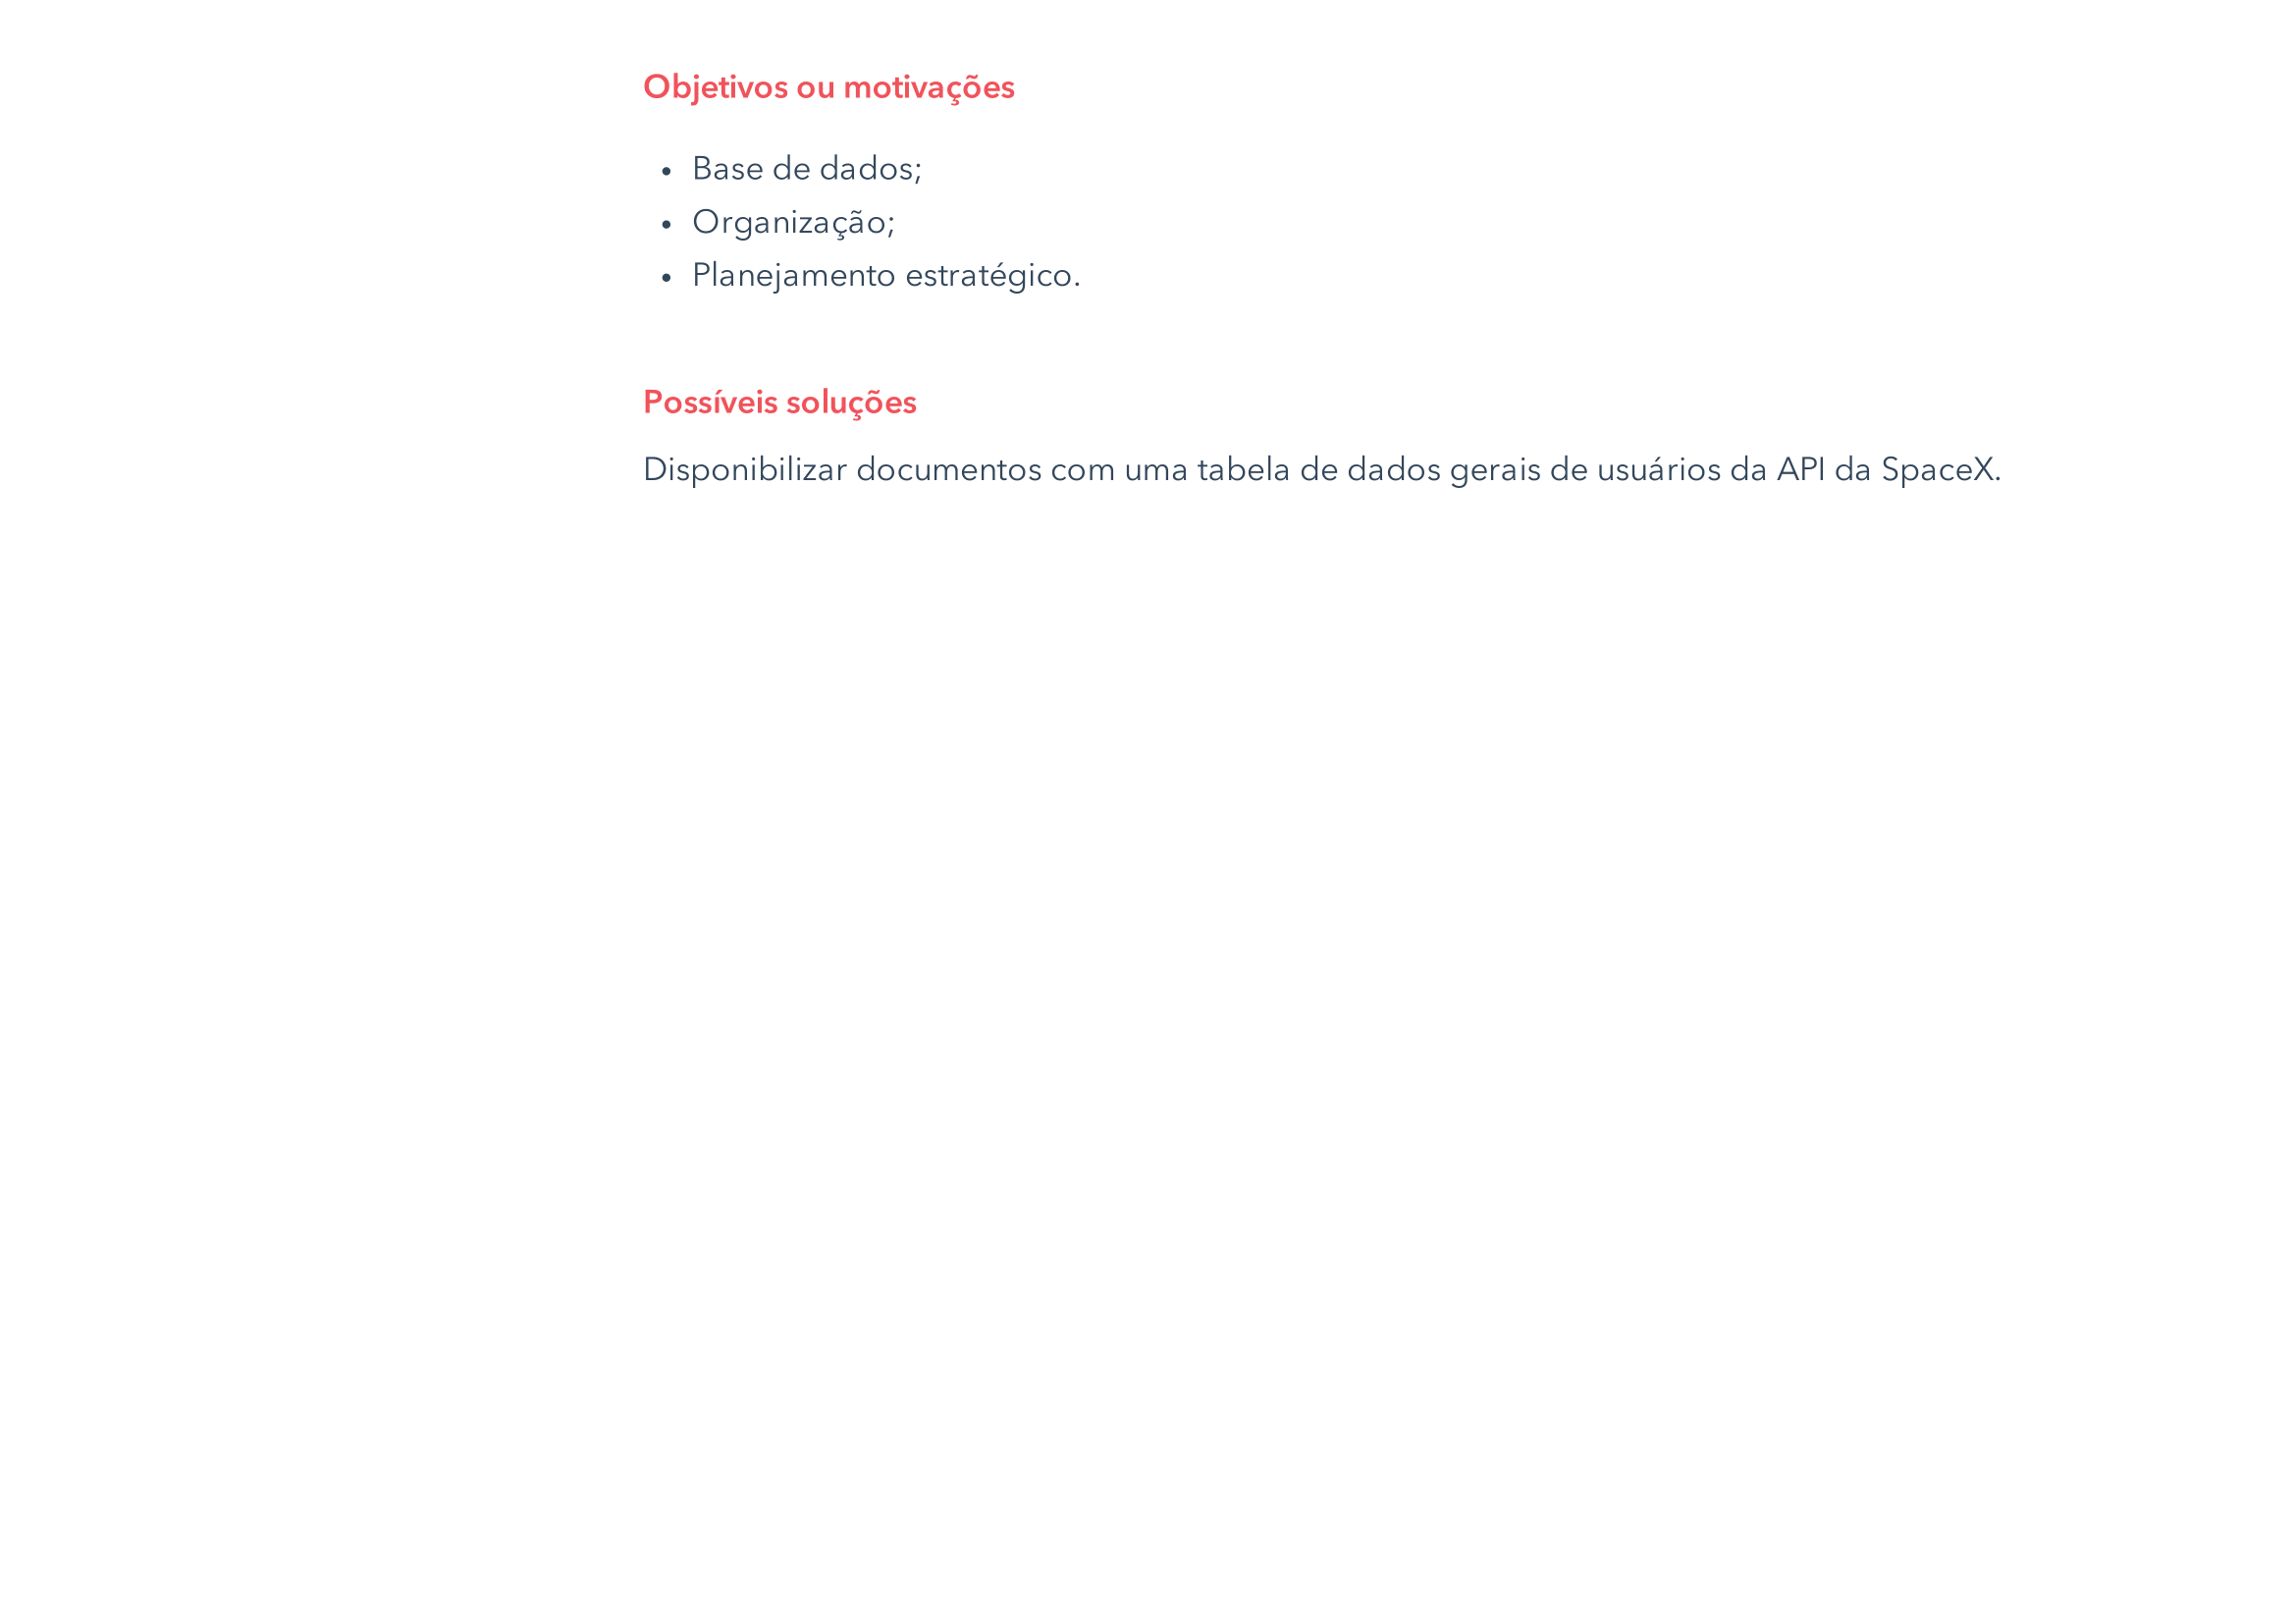 Objetivos ou motivações
• Base de dados;
• Organização;
• Planejamento estratégico.
Possíveis soluções
Disponibilizar documentos com uma tabela de dados gerais de usuários da API da SpaceX.